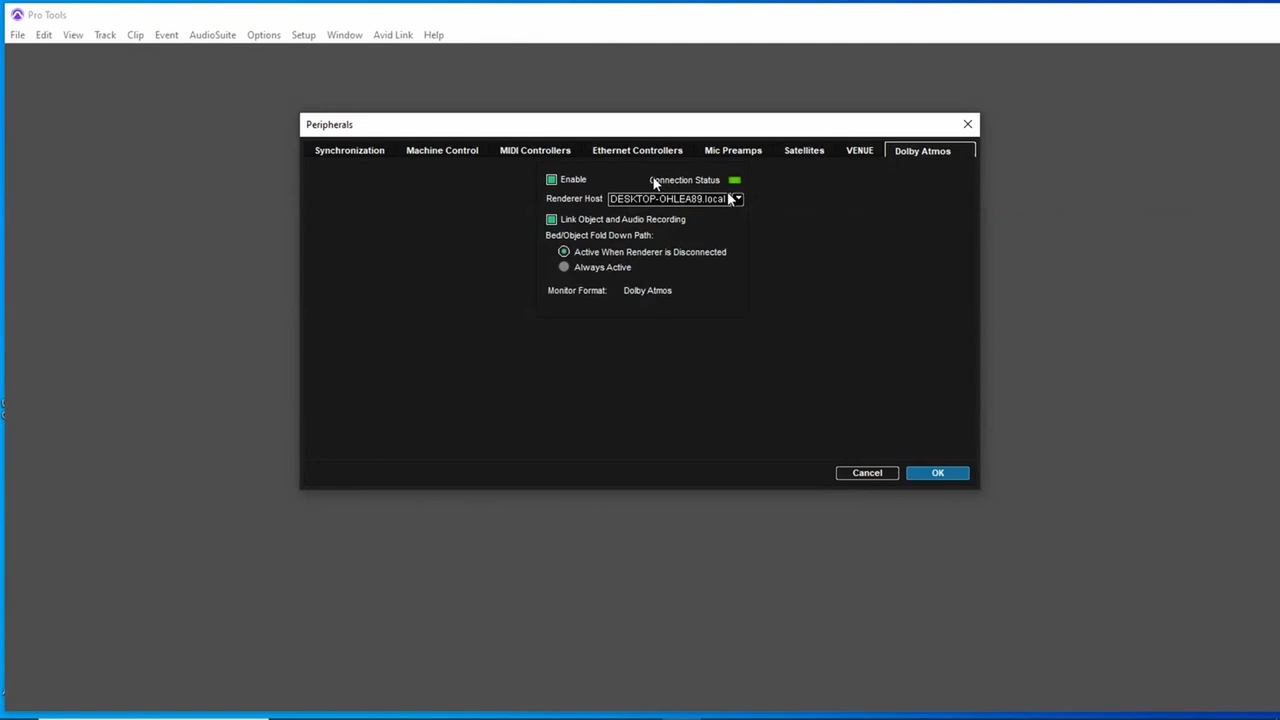 Pro Tools
File Edit View Track Clip Event AudioSuite Options Setup Window Avid Link Help
Peripherals
Synchronization Machine Control MIDI Controllers Ethernet Controllers Mic Preamps Satellites VENUE Dolby Atmos
Enable Connection Status
Renderer Host DESKTOP-OHLEA89.local
Link Object and Audio Recording
Bed/Object Fold Down Path:
Active When Renderer is Disconnected
Always Active
Monitor Format: Dolby Atmos
Cancel OK